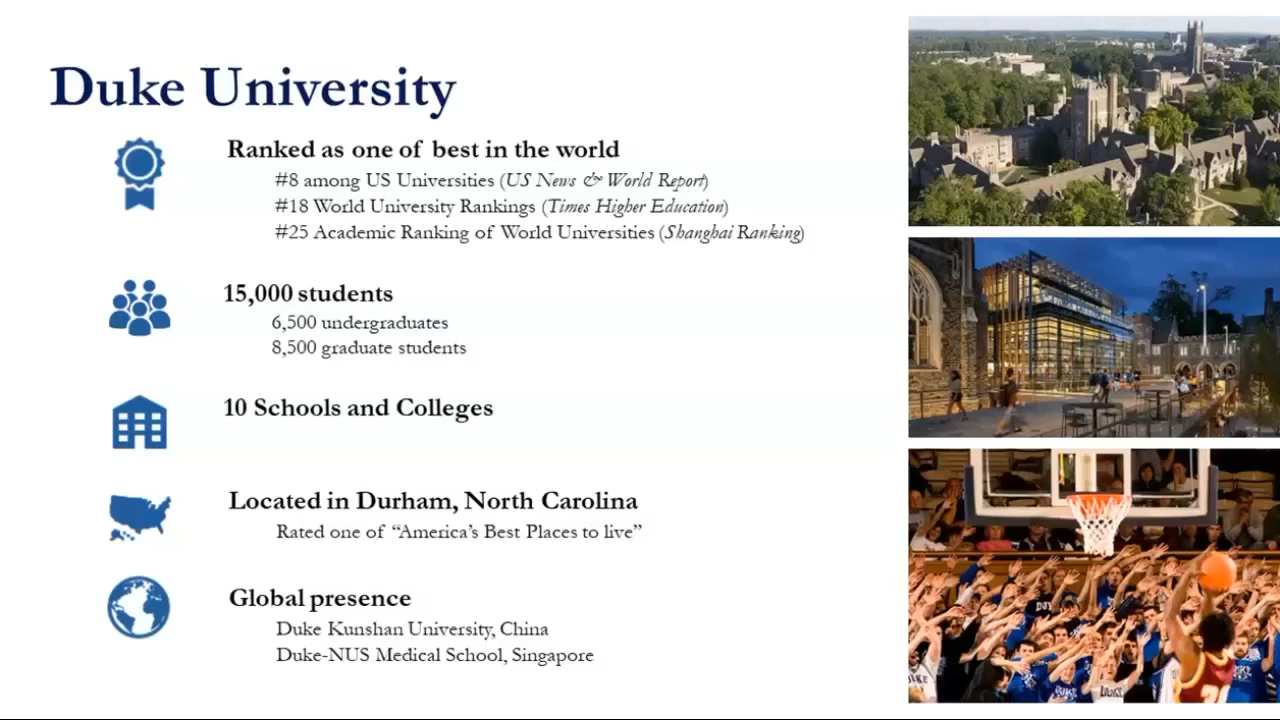 Duke University
Ranked as one of best in the world
#8 among US Universities (US News & World Report)
#18 World University Rankings (Times Higher Education)
#25 Academic Ranking of World Universities (Shanghai Ranking)
15,000 students
6,500 undergraduates
8,500 graduate students
10 Schools and Colleges
Located in Durham, North Carolina
Rated one of “America’s Best Places to live”
Global presence
Duke Kunshan University, China
Duke-NUS Medical School, Singapore